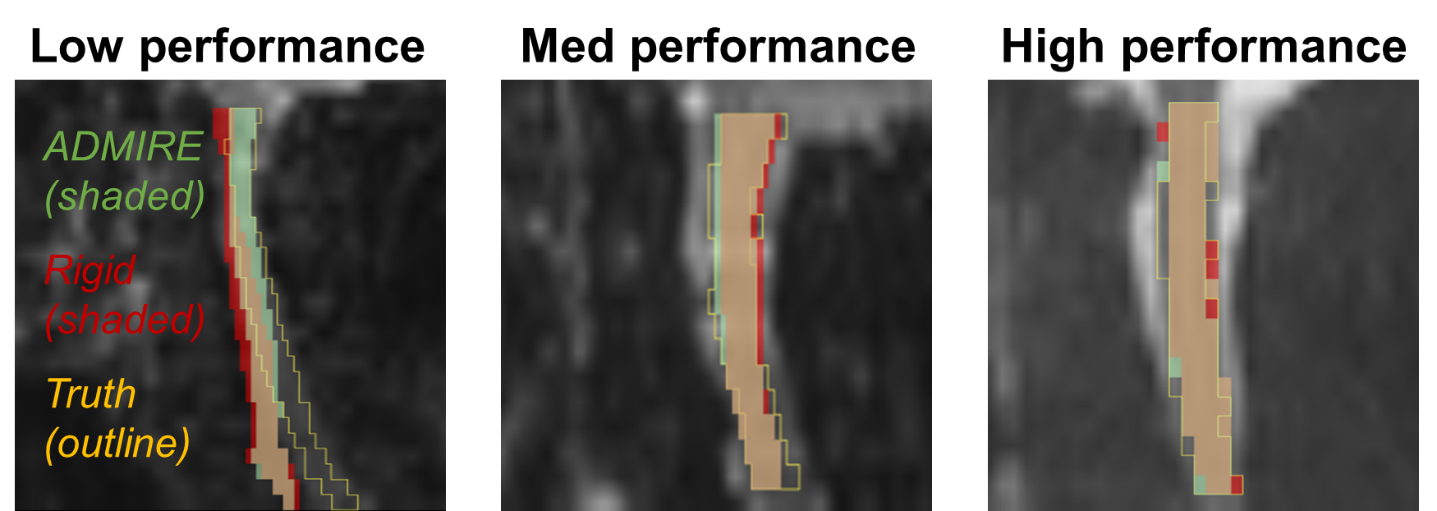 Low performance
Med performance
High performance
ADMIRE
(shaded)
Rigid
(shaded)
Truth
(outline)